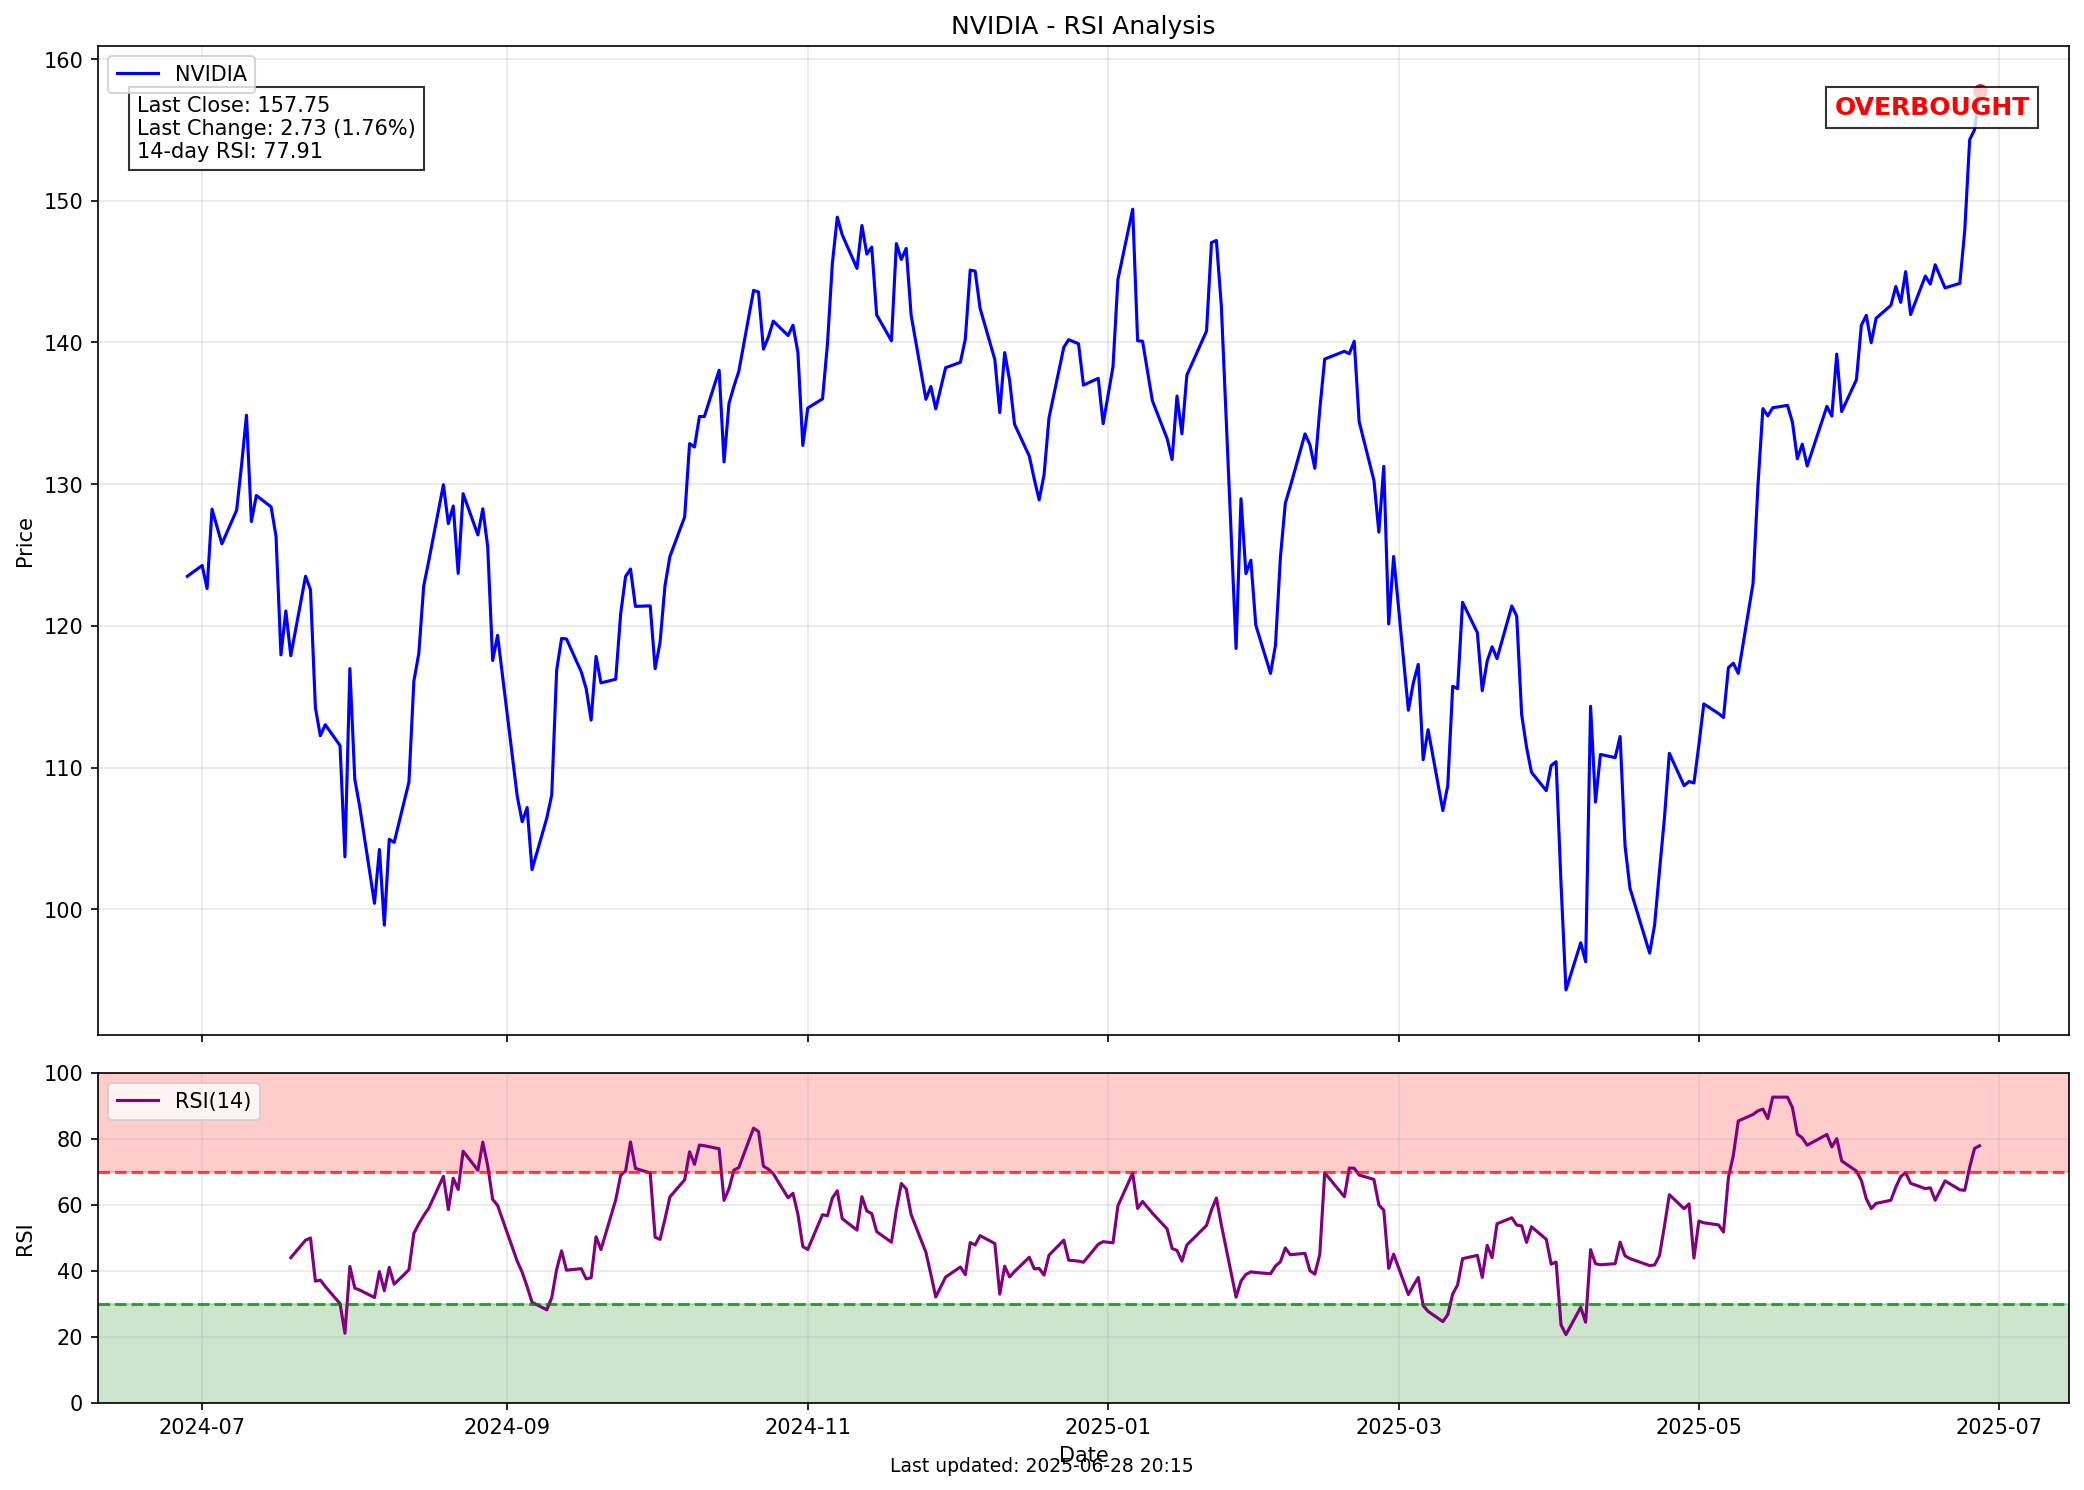 NVIDIA - RSI Analysis
NVIDIA
Last Close: 157.75
Last Change: 2.73 (1.76%)
14-day RSI: 77.91
OVERBOUGHT
Price
160
150
140
130
120
110
100
RSI(14)
RSI
100
80
60
40
20
0
2024-07
2024-09
2024-11
2025-01
2025-03
2025-05
2025-07
Date
Last updated: 2025-06-28 20:15